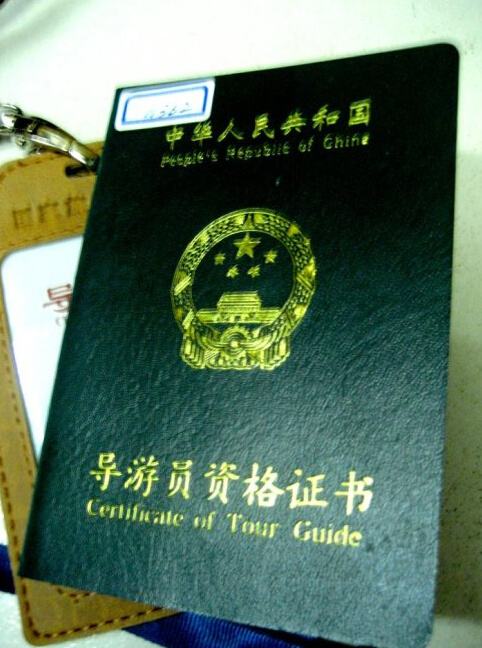 中华人民共和国
People's Republic of China
导游员资格证书
Certificate of Tour Guide
导